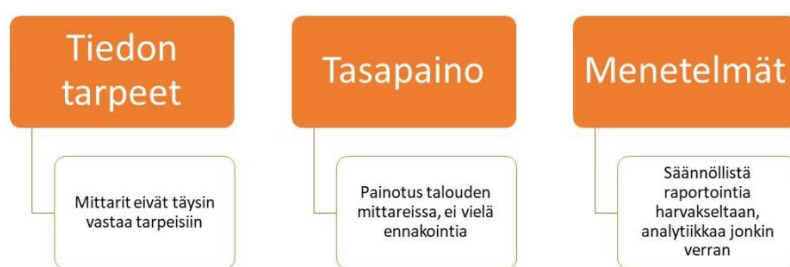 Tiedon
tarpeet
Mittarit eivät täysin
vastaa tarpeisiin
Tasapaino
Painotus talouden
mittareissa, ei vielä
ennakointia
Menetelmät
Säännöllistä
raportointia
harvakseltaan,
analytiikkaa jonkin
verran